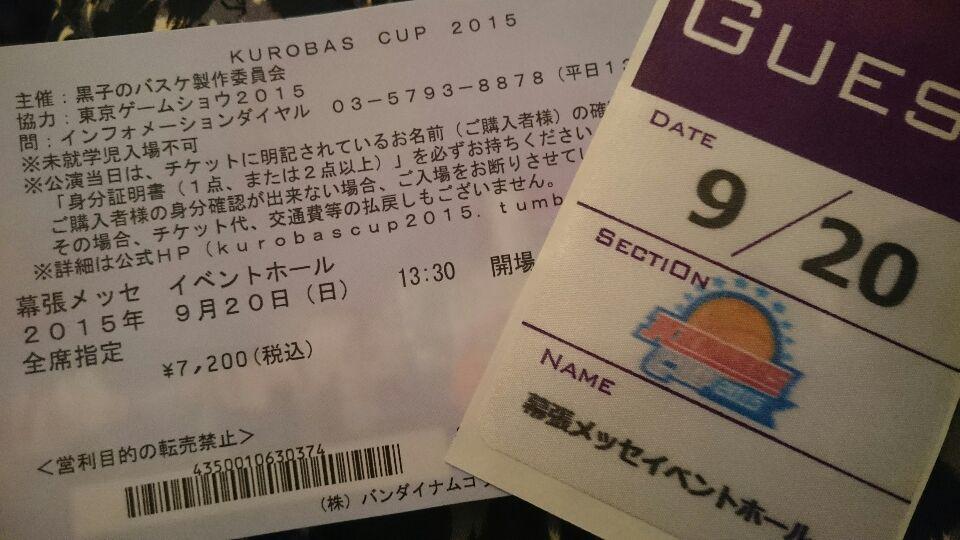 KUROBAS CUP 2015
主催：黒子のバスケ製作委員会
協力：東京ゲームショウ2015
問：インフォメーションダイヤル 03-5793-8878（平日13
※未就学児入場不可
※公演当日は、チケットに明記されているお名前（ご購入者様）の確
「身分証明書（1点、または2点以上）」を必ずお持ちください
ご購入者様の身分確認が出来ない場合、ご入場をお断りさせてい
その場合、チケット代、交通費等の払戻しもございません。
※詳細は公式HP（kurobascup2015.tumb
幕張メッセ イベントホール
2015年 9月20日（日） 13:30 開場
全席指定
¥7,200(税込)
＜営利目的の転売禁止＞
4350010630374
（株）バンダイナムコ
GUES
DATE
9/20
SECTION
NAME
幕張メッセイベントホール